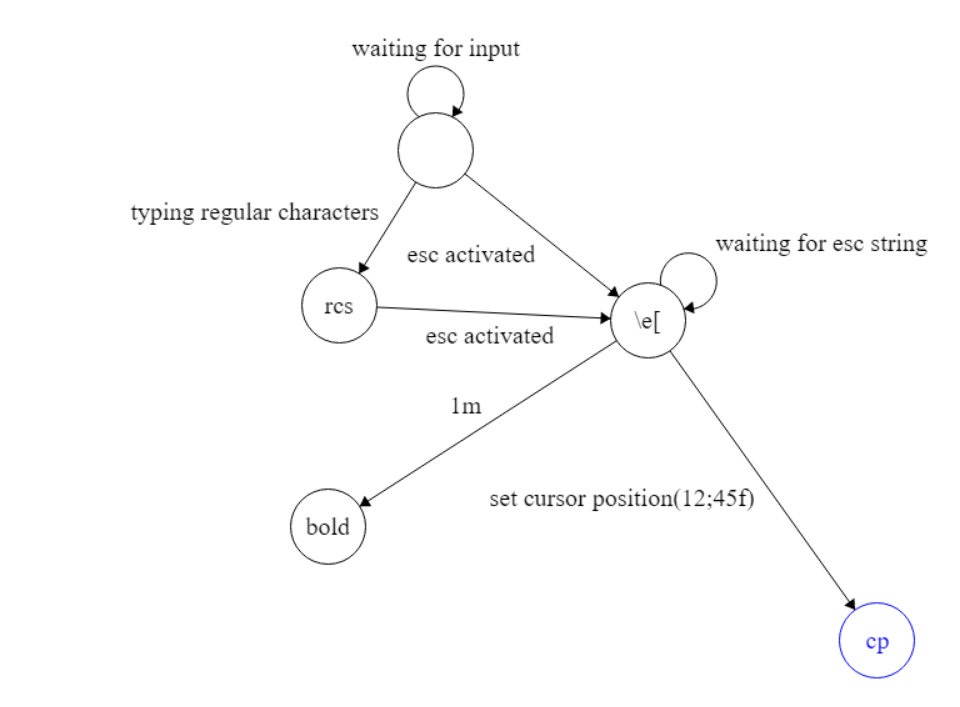 waiting for input
typing regular characters
waiting for esc string
esc activated
rcs
\e[
esc activated
1m
set cursor position(12;45f)
bold
cp